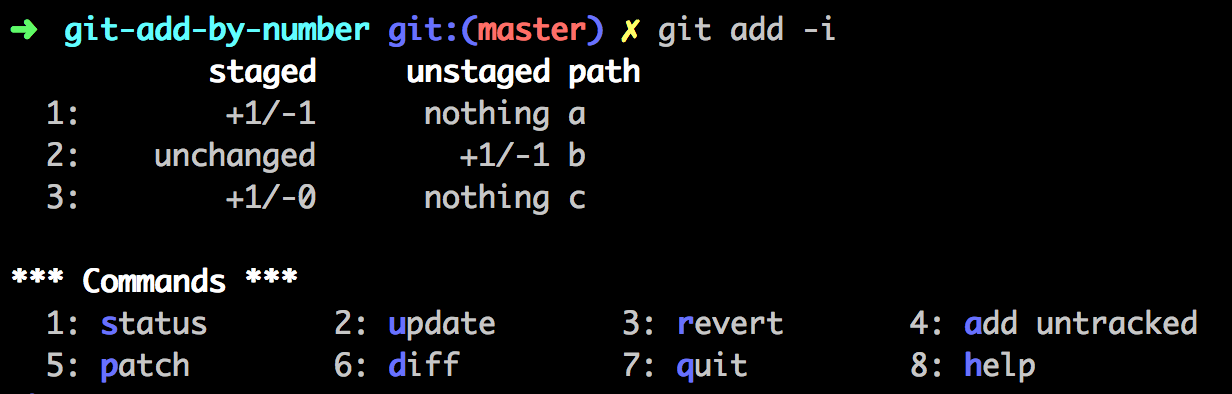 ➜ git-add-by-number git:(master) ✗ git add -i
staged unstaged path
1: +1/-1 nothing a
2: unchanged +1/-1 b
3: +1/-0 nothing c
*** Commands ***
1: status 2: update 3: revert 4: add untracked
5: patch 6: diff 7: quit 8: help